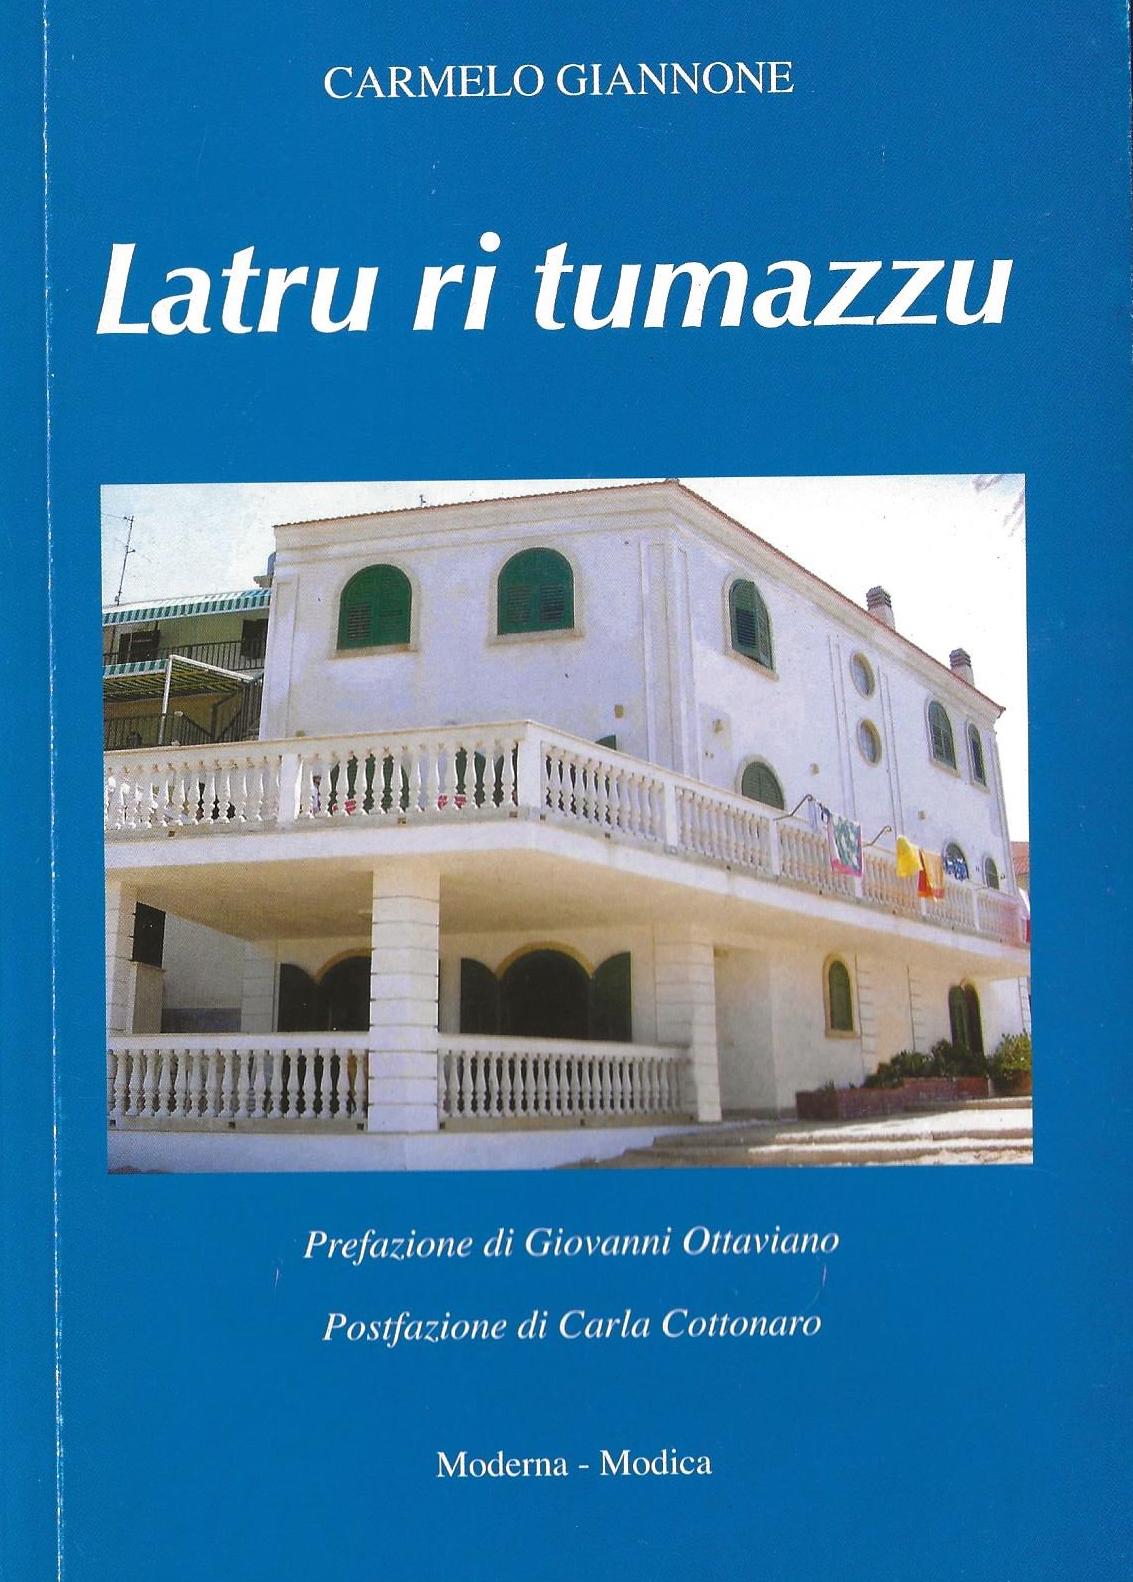 CARMELO GIANNONE
Latru ri tumazzu
Prefazione di Giovanni Ottaviano
Postfazione di Carla Cottonaro
Moderna - Modica